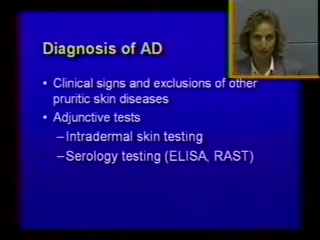 Diagnosis of AD
• Clinical signs and exclusions of other
pruritic skin diseases
• Adjunctive tests
–Intradermal skin testing
–Serology testing (ELISA, RAST)